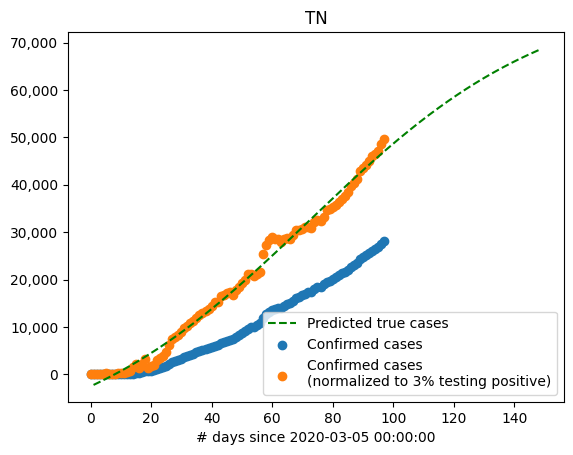 TN
70,000
60,000
50,000
40,000
30,000
20,000
10,000
0
Predicted true cases
Confirmed cases
Confirmed cases
(normalized to 3% testing positive)
0 20 40 60 80 100 120 140
# days since 2020-03-05 00:00:00